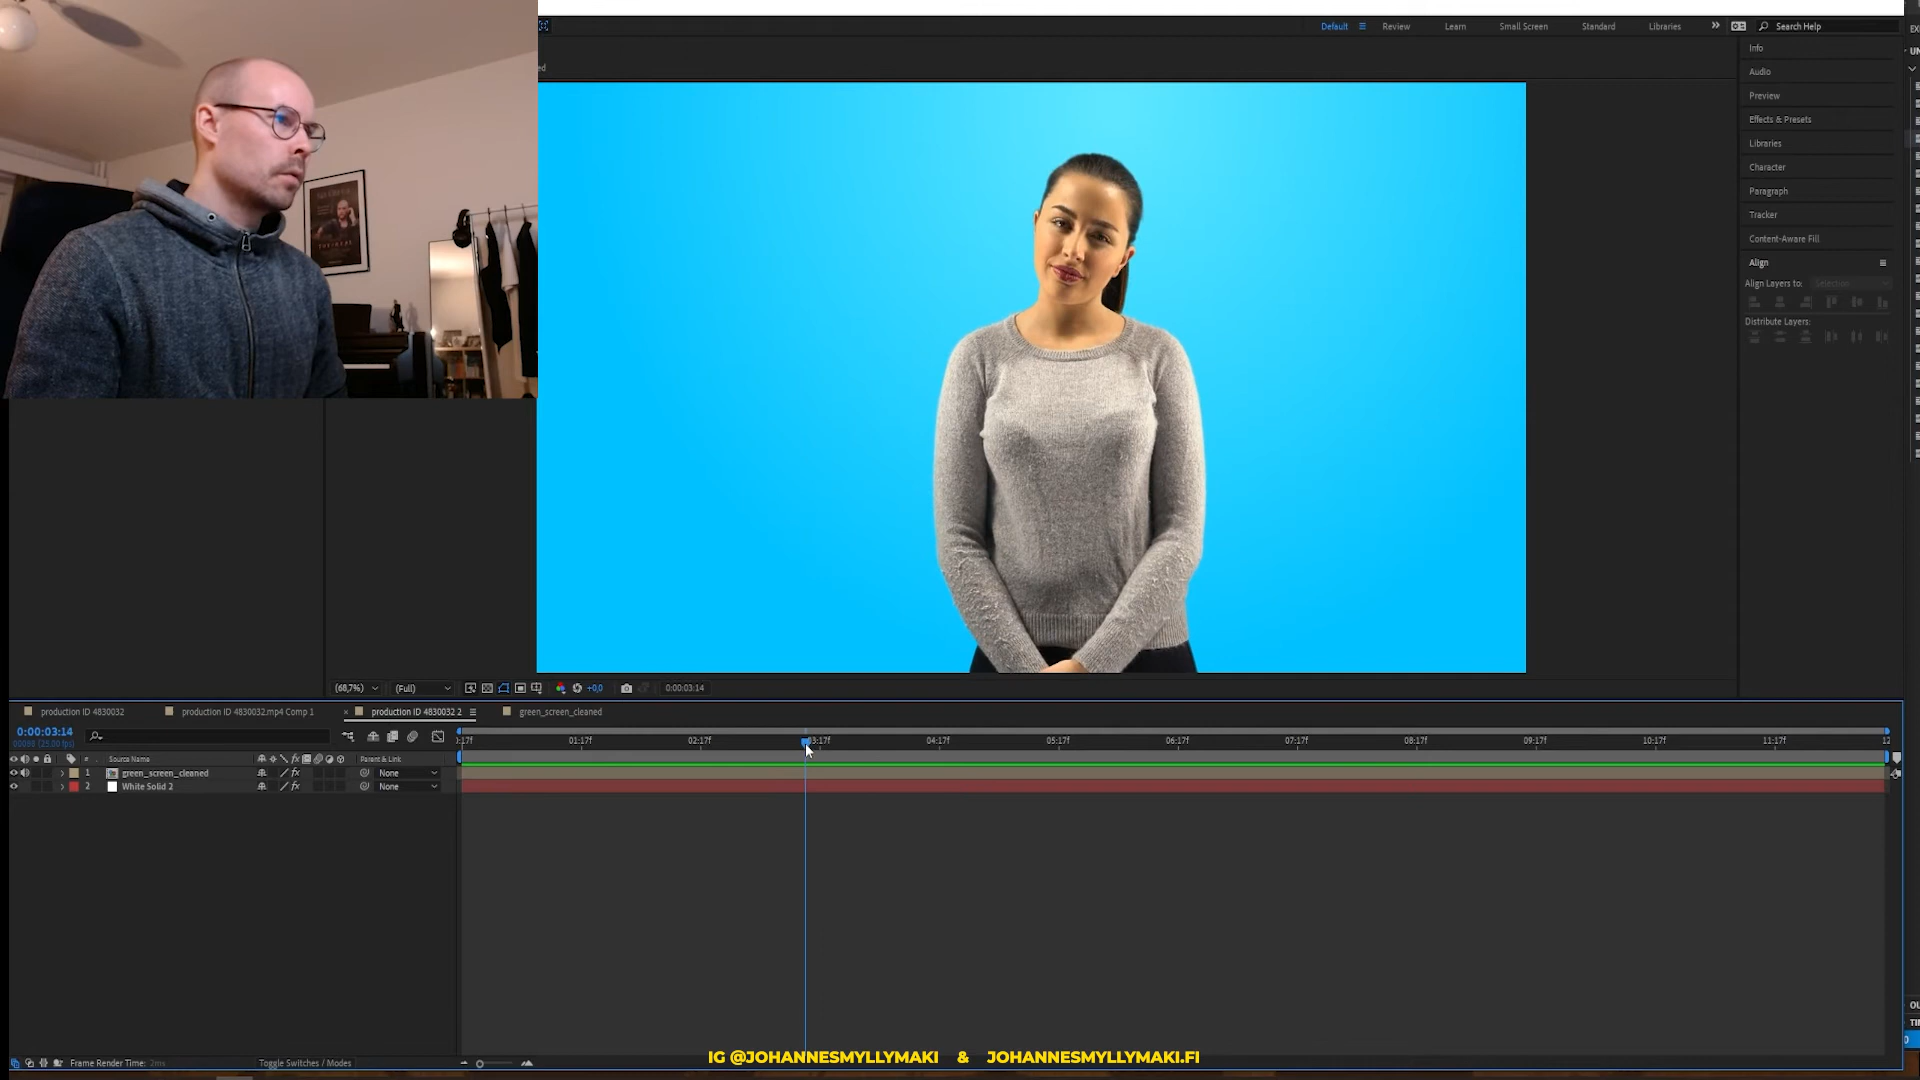 Default
Review
Learn
Small Screen
Standard
Libraries
Search Help
Info
Audio
Preview
Effects & Presets
Libraries
Character
Paragraph
Tracker
Content-Aware Fill
Align
Align Layers to: Selection
Distribute Layers:
(68,7%)
(Full)
+0,0
0:00:03:14
production ID 4830032
production ID 4830032.mp4 Comp 1
× production ID 4830032 2
green_screen_cleaned
0:00:03:14
01:17f
02:17f
03:17f
04:17f
05:17f
06:17f
07:17f
08:17f
09:17f
10:17f
11:17f
12
# Source Name
Parent & Link
1 green_screen_cleaned
None
2 White Solid 2
None
Frame Render Time: 2ms
Toggle Switches / Modes
IG @JOHANNESMYLLYMAKI & JOHANNESMYLLYMAKI.FI